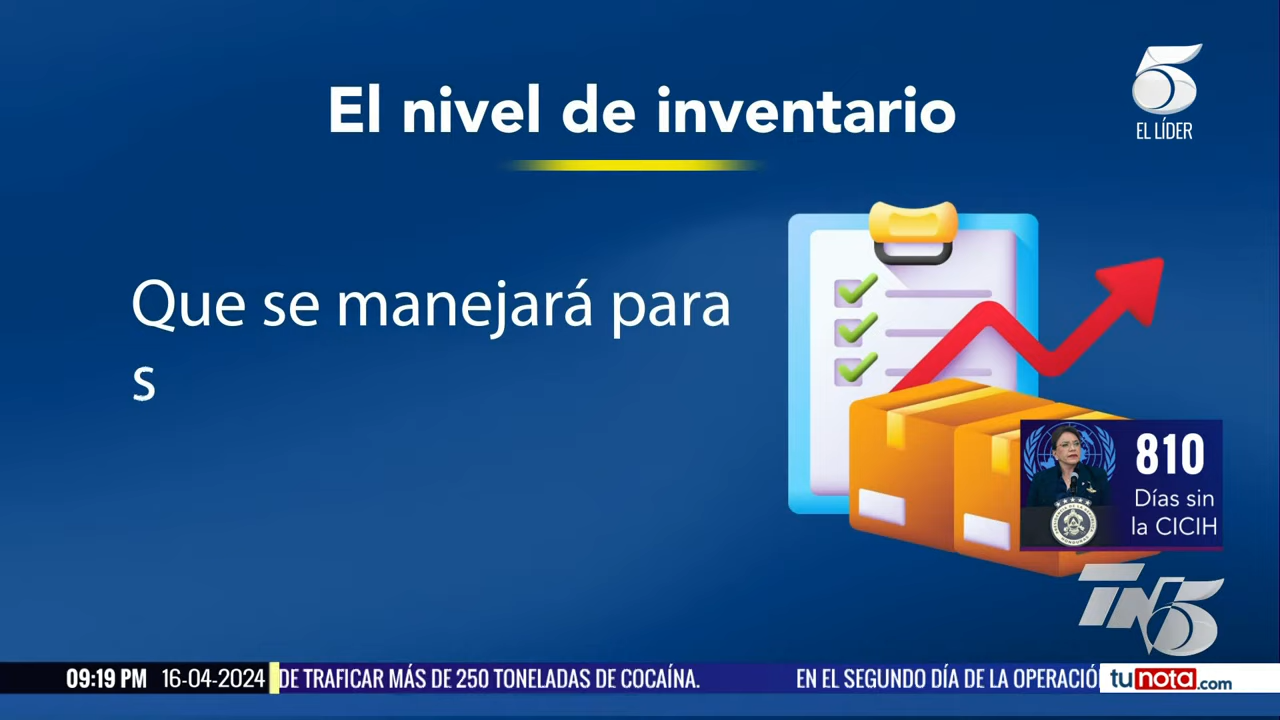 El nivel de inventario
5
EL LÍDER
Que se manejará para
s
810
Días sin
la CICIH
TN5
09:19 PM 16-04-2024 DE TRAFICAR MÁS DE 250 TONELADAS DE COCAÍNA. EN EL SEGUNDO DÍA DE LA OPERACIÓ tunota.com